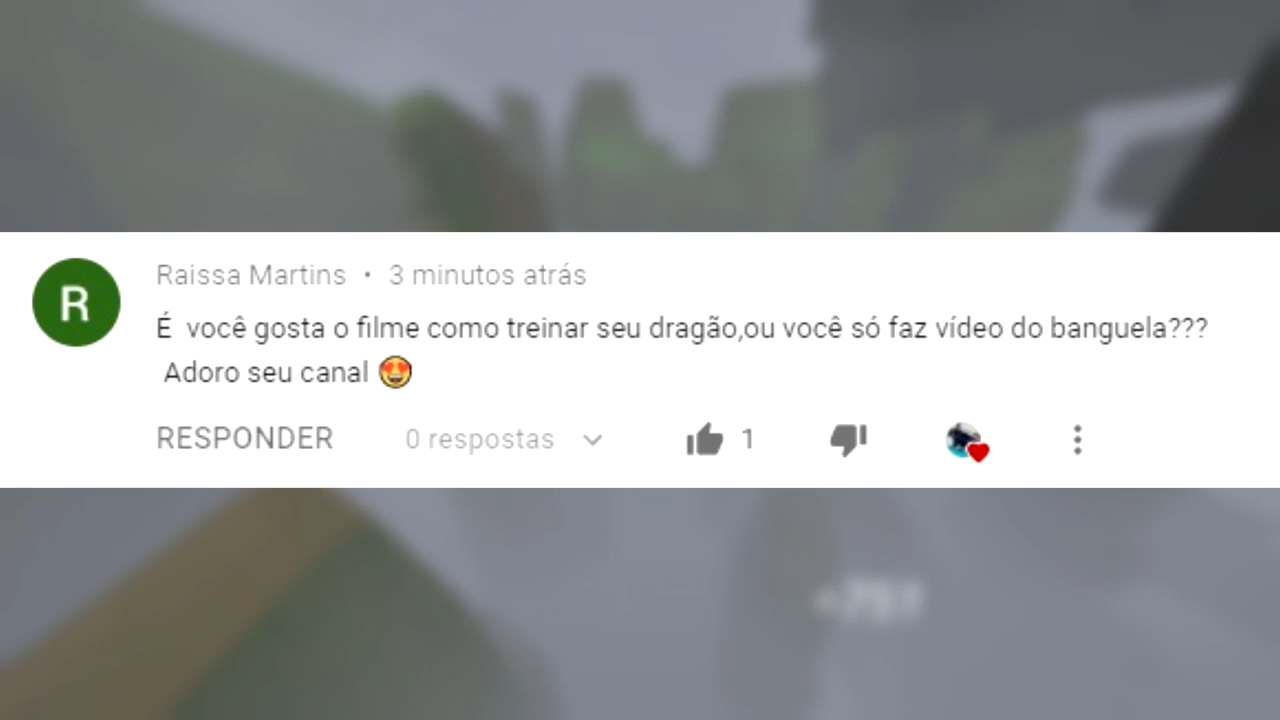 R
Raissa Martins • 3 minutos atrás
É  você gosta o filme como treinar seu dragão,ou você só faz vídeo do banguela???
Adoro seu canal 😍
RESPONDER 0 respostas 1